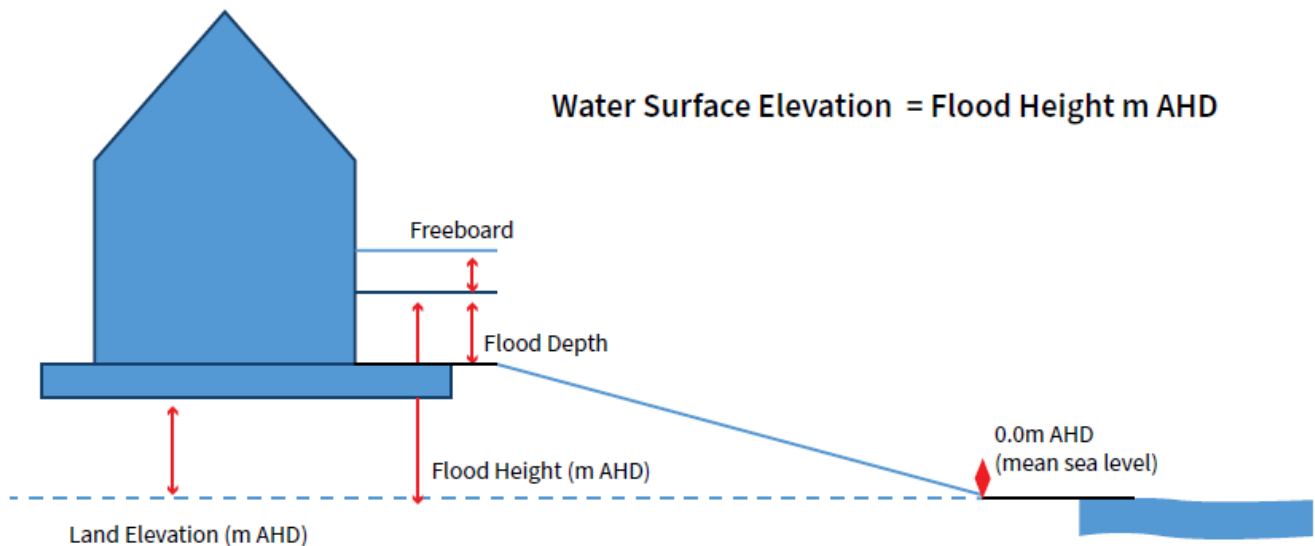 Water Surface Elevation = Flood Height m AHD
Freeboard
Flood Depth
0.0m AHD
(mean sea level)
Flood Height (m AHD)
Land Elevation (m AHD)